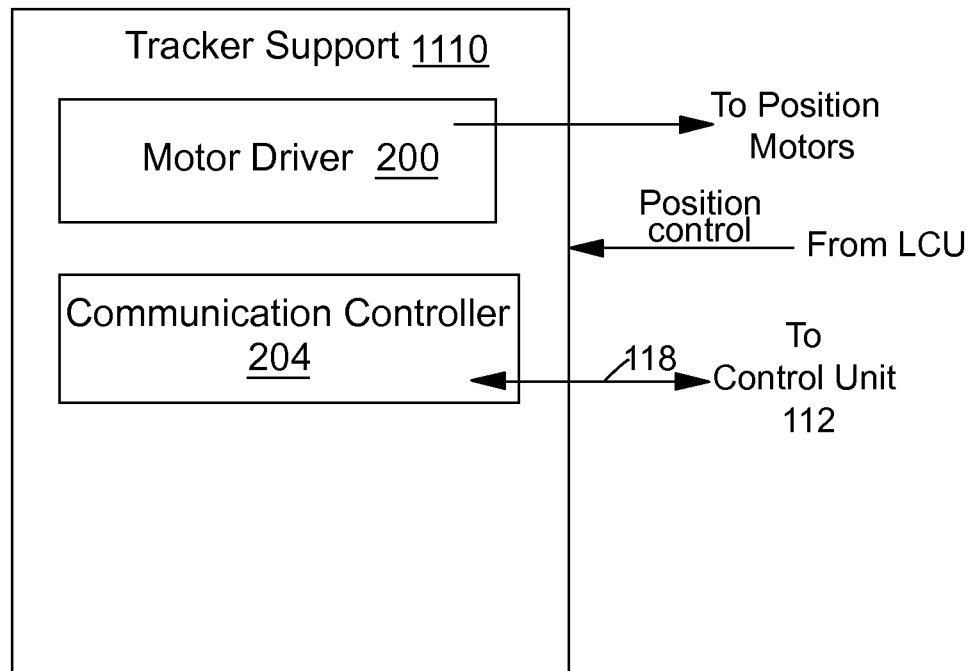 Tracker Support 1110
Motor Driver 200
To Position
Motors
Position
control
From LCU
Communication Controller
204
118
To
Control Unit
112